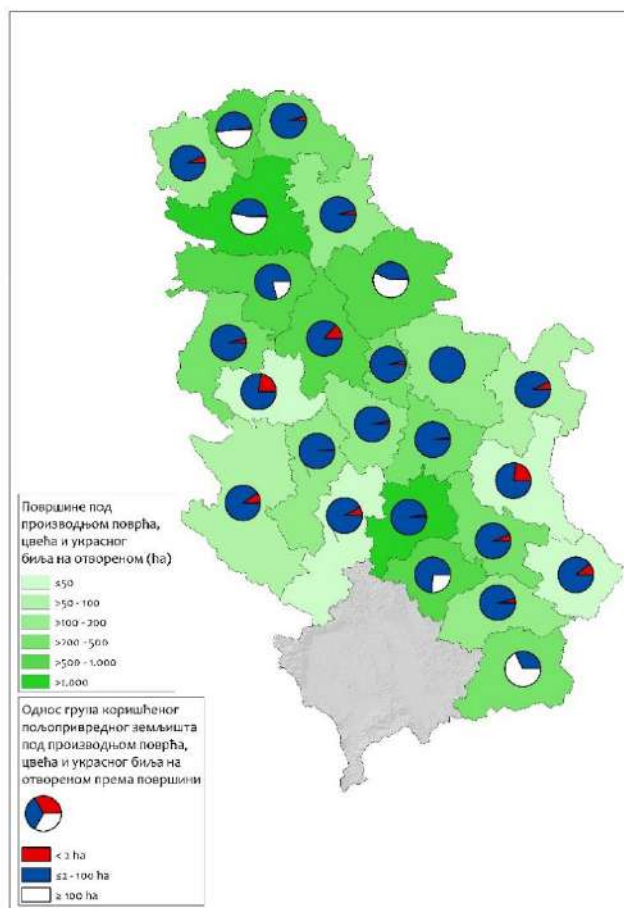 Површине под
производњом поврћа,
цвећа и украсног
биља на отвореном (ha)
≤50
>50 - 100
>100 - 200
>200 - 500
>500 - 1.000
>1.000
Однос група коришћеног
пољопривредног земљишта
под производњом поврћа,
цвећа и украсног биља на
отвореном према површини
< 2 ha
≤2 - 100 ha
≥ 100 ha